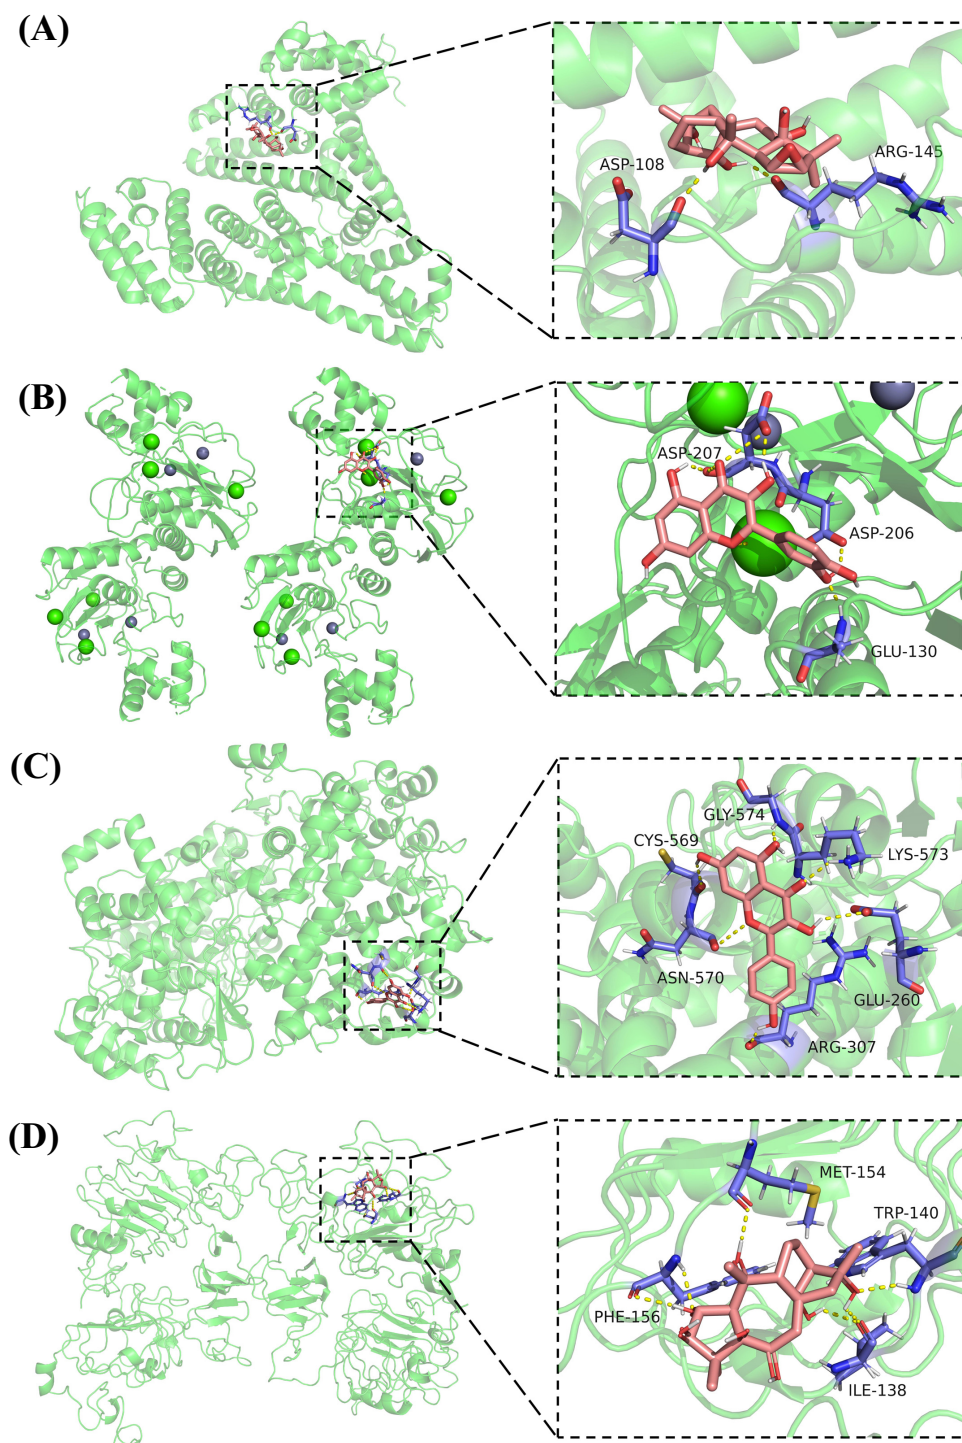 (A)
ASP-108
ARG-145
(B)
ASP-207
ASP-206
GLU-130
(C)
GLY-574
CYS-569
LYS-573
ASN-570
GLU-260
ARG-307
(D)
MET-154
TRP-140
PHE-156
ILE-138